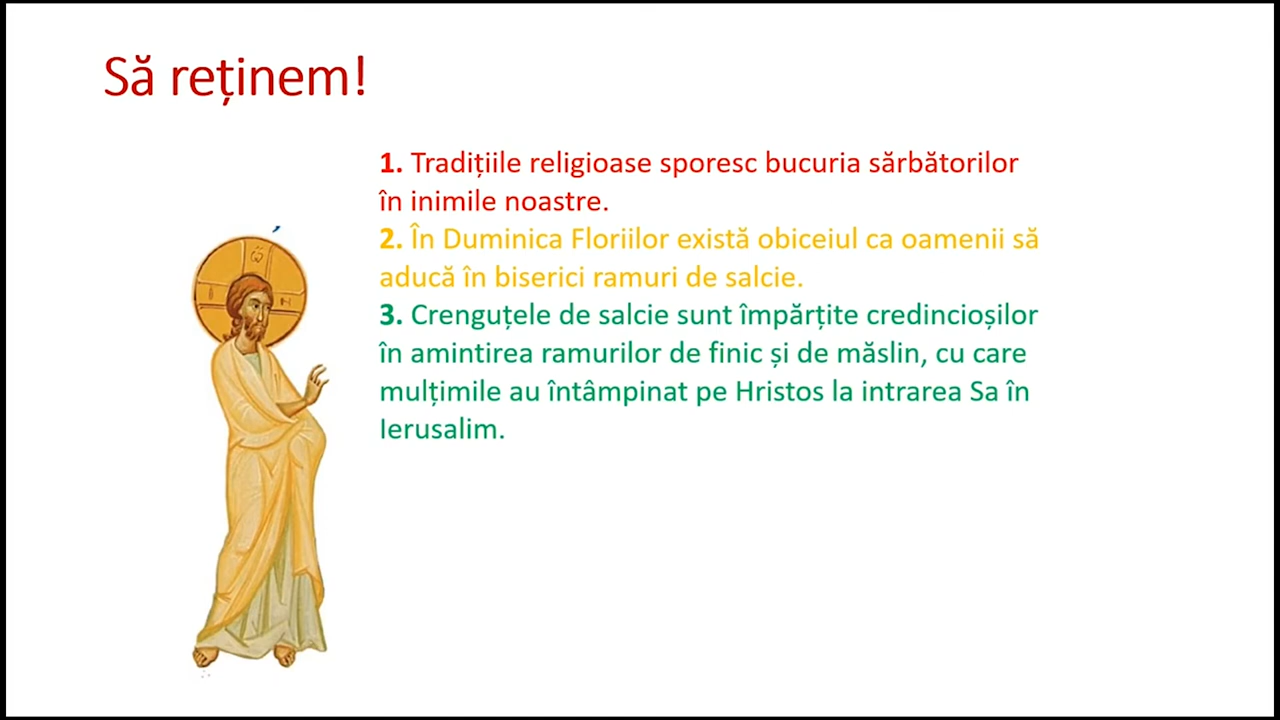 Să reținem!
1. Tradițiile religioase sporesc bucuria sărbătorilor
în inimile noastre.
2. În Duminica Floriilor există obiceiul ca oamenii să
aducă în biserici ramuri de salcie.
3. Crenguțele de salcie sunt împărțite credincioșilor
în amintirea ramurilor de finic și de măslin, cu care
mulțimile au întâmpinat pe Hristos la intrarea Sa în
Ierusalim.